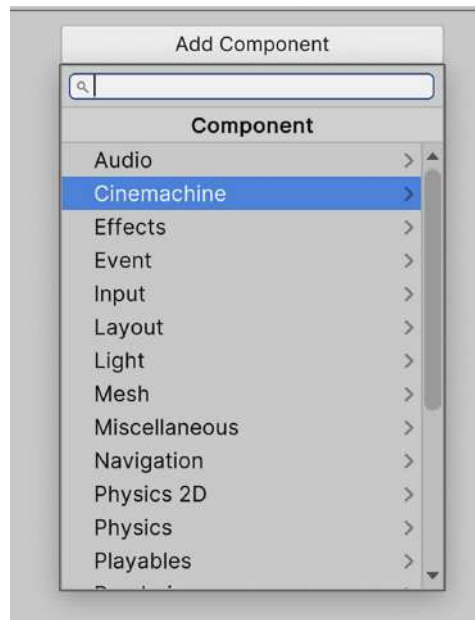 Add Component
Component
Audio
Cinemachine
Effects
Event
Input
Layout
Light
Mesh
Miscellaneous
Navigation
Physics 2D
Physics
Playables